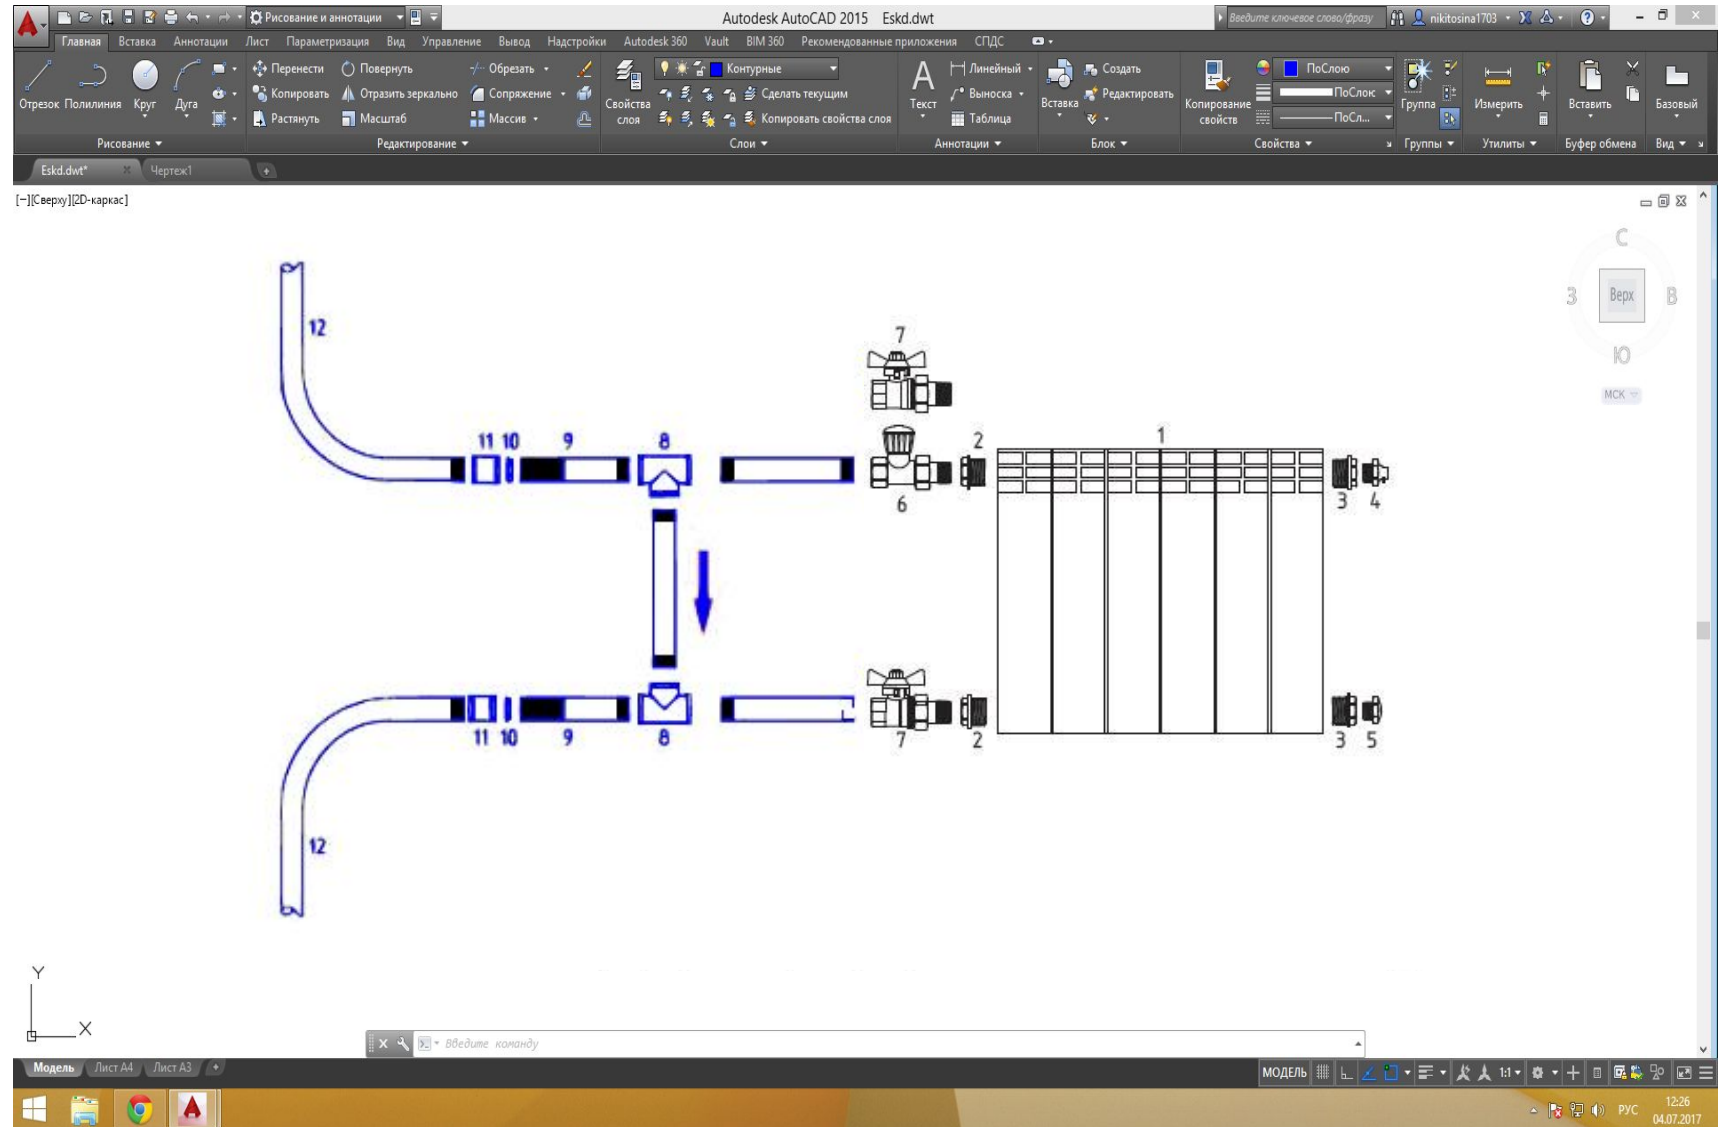 Рисование и аннотации
Autodesk AutoCAD 2015 Eskd.dwt
Введите ключевое слово/фразу
nikitosina1703
Главная Вставка Аннотации Лист Параметризация Вид Управление Вывод Надстройки Autodesk 360 Vault BIM 360 Рекомендованные приложения СПДС
Отрезок Полилиния Круг Дуга
Перенести Повернуть Обрезать
Копировать Отразить зеркально Сопряжение
Растянуть Масштаб Массив
Свойства слоя
Контурные
Сделать текущим
Копировать свойства слоя
Текст
Линейный
Выноска
Таблица
Вставка
Создать
Редактировать
Копирование свойств
ПоСлою
ПоСлою
ПоСл...
Группа
Измерить
Вставить
Базовый
Рисование Редактирование Слои Аннотации Блок Свойства Группы Утилиты Буфер обмена Вид
Eskd.dwt* Чертеж1
[−][Сверху][2D-каркас]
С
З Верх В
Ю
МСК
12
7
11 10 9 8 2 1
6 3 4
11 10 9 8 7 2 3 5
12
Y
X
Введите команду
Модель Лист A4 Лист A3
МОДЕЛЬ 1:1
РУС
12:26
04.07.2017